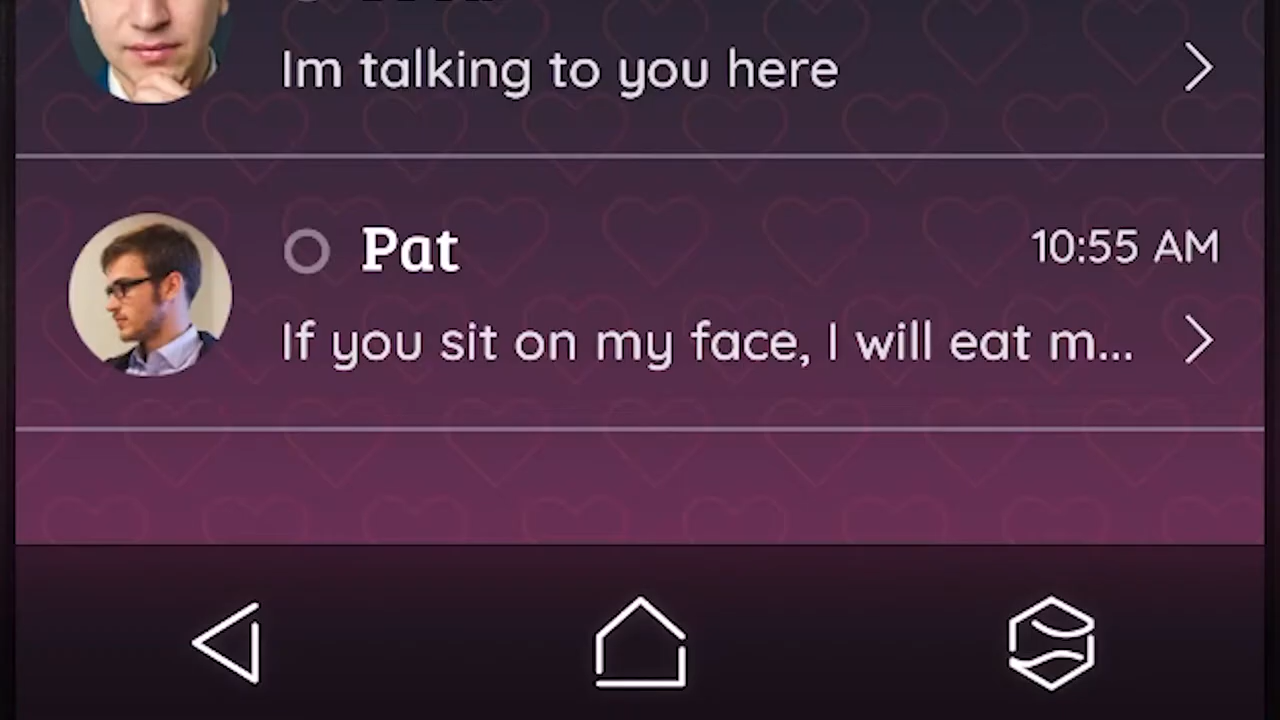 Im talking to you here
Pat
10:55 AM
If you sit on my face, I will eat m...